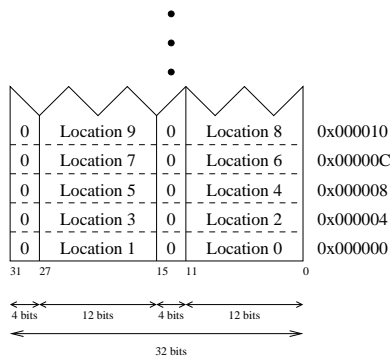 0 Location 9 0 Location 8 0x000010
0 Location 7 0 Location 6 0x00000C
0 Location 5 0 Location 4 0x000008
0 Location 3 0 Location 2 0x000004
0 Location 1 0 Location 0 0x000000
31 27 15 11 0
4 bits 12 bits 4 bits 12 bits
32 bits